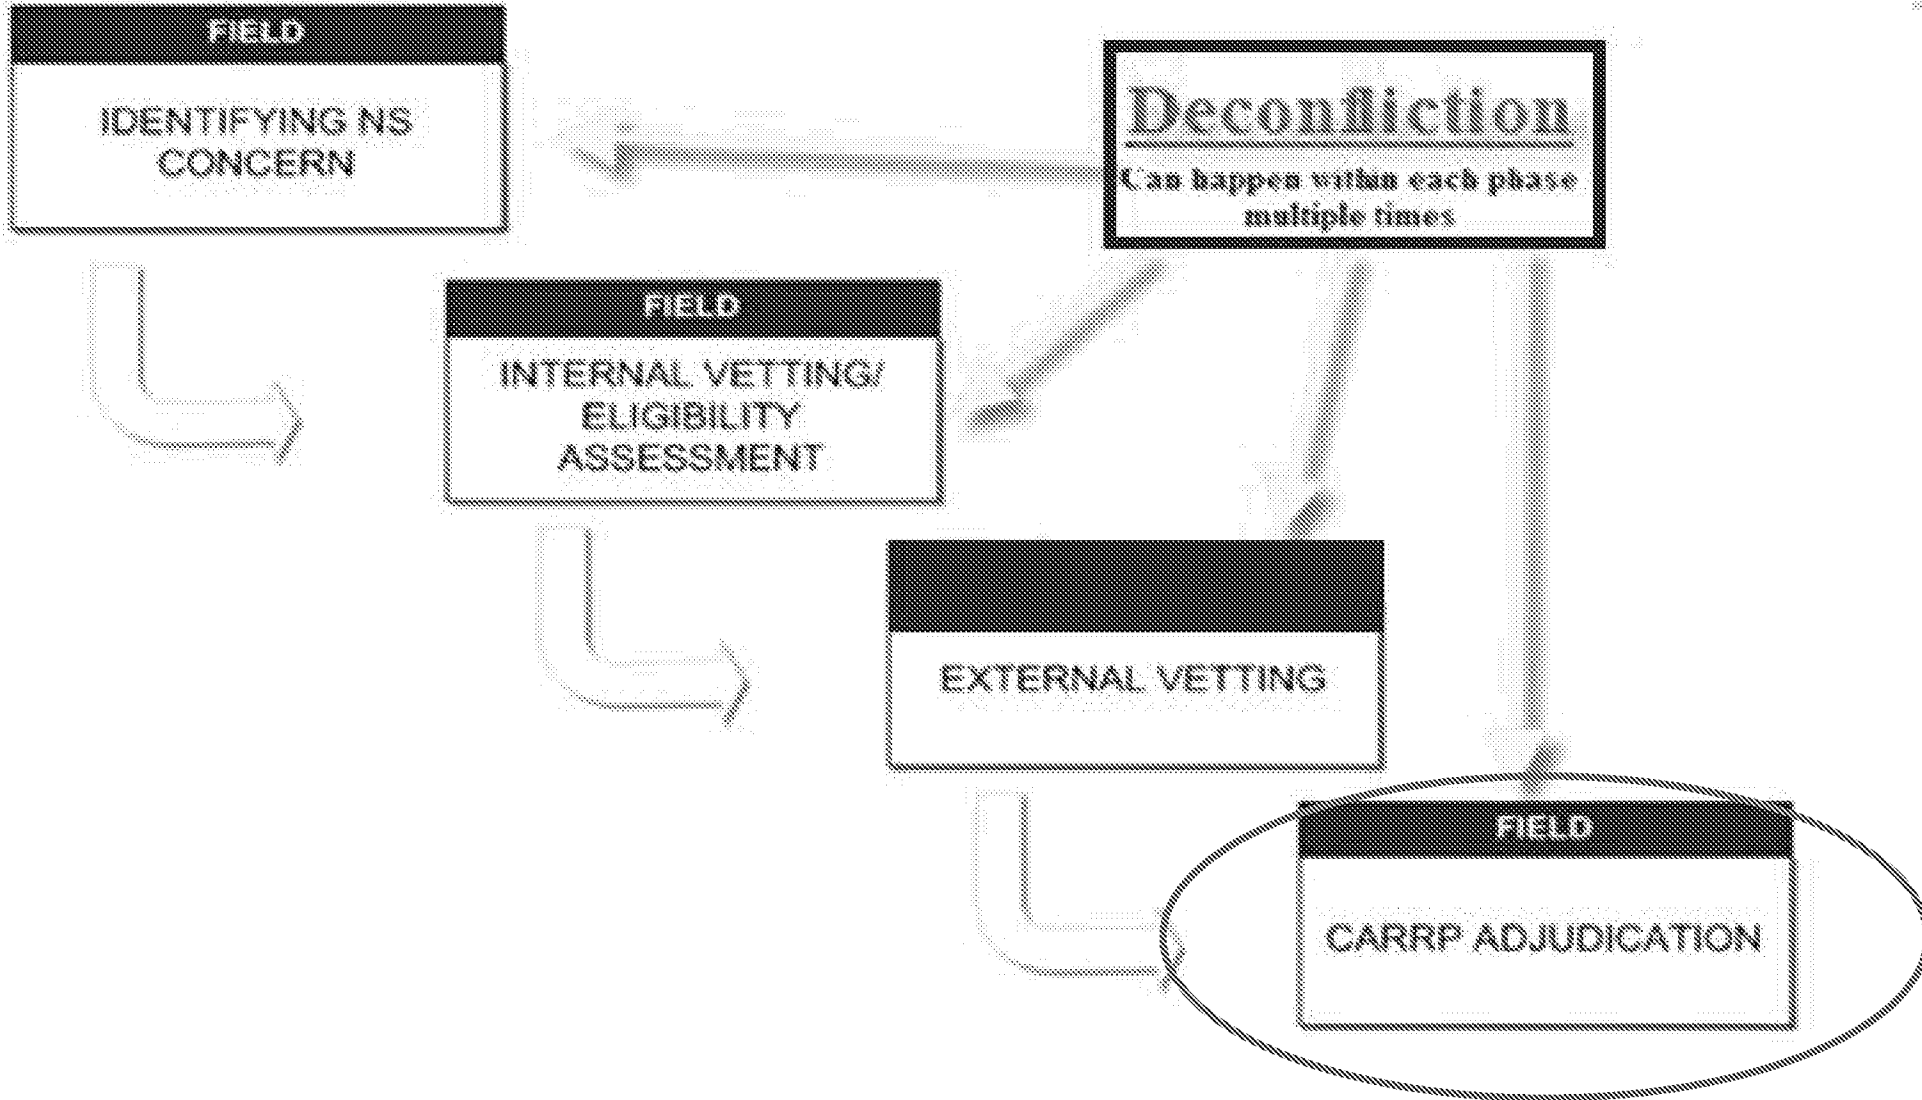 FIELD
IDENTIFYING NS
CONCERN
Deconfliction
Can happen within each phase
multiple times
FIELD
INTERNAL VETTING/
ELIGIBILITY
ASSESSMENT
EXTERNAL VETTING
FIELD
CARRP ADJUDICATION